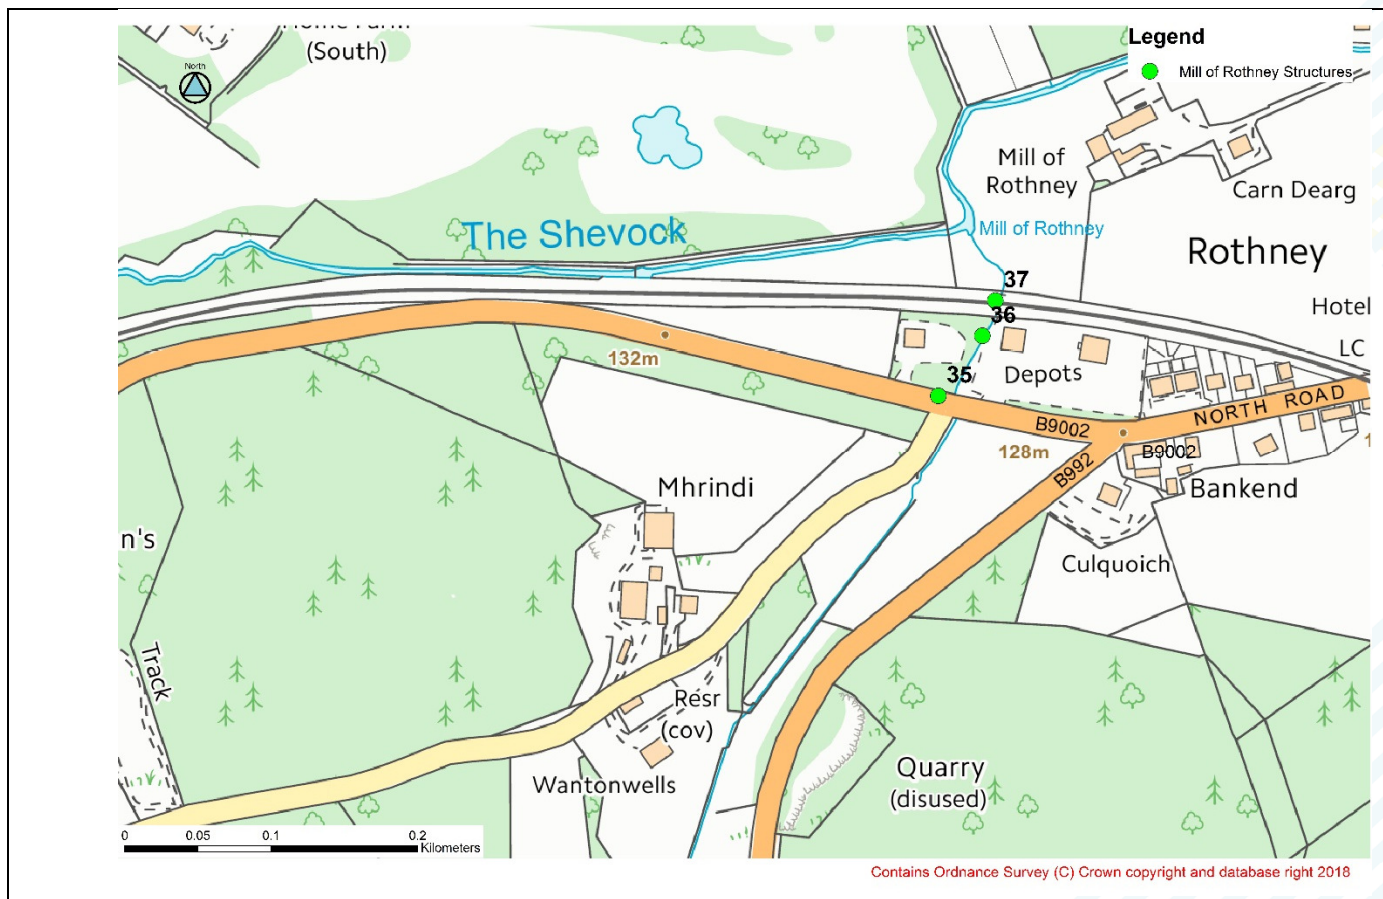 Home Farm
(South)
North
Legend
Mill of Rothney Structures
Mill of
Rothney
Carn Dearg
The Shevock
Mill of Rothney
Rothney
37
Hotel
36
LC
132m
35
Depots
NORTH ROAD
B9002
128m
B9002
B992
Mhrindi
Bankend
n's
Culquoich
Track
Resr
(cov)
Quarry
(disused)
Wantonwells
0 0.05 0.1 0.2
Kilometers
Contains Ordnance Survey (C) Crown copyright and database right 2018